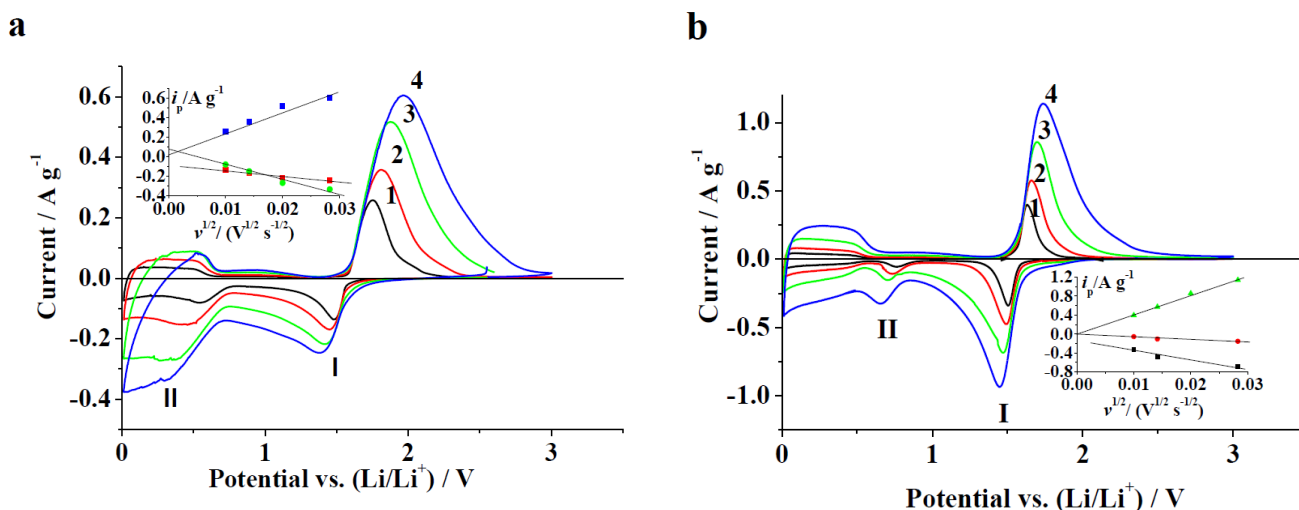 a
Current / A g⁻¹
0.6
0.4
0.2
0.0
-0.2
-0.4
0 1 2 3
Potential vs. (Li/Li⁺) / V
4
3
2
1
I
II
0.6
0.4
0.2
0.0
-0.2
-0.4
iₚ/A g⁻¹
0.00 0.01 0.02 0.03
v^1/2/ (V^1/2 s^-1/2)
b
Current / A g⁻¹
1.0
0.5
0.0
-0.5
-1.0
0 1 2 3
Potential vs. (Li/Li⁺) / V
4
3
2
1
II
I
1.2
0.8
0.4
0.0
-0.4
-0.8
iₚ/A g⁻¹
0.00 0.01 0.02 0.03
v^1/2/ (V^1/2 s^-1/2)